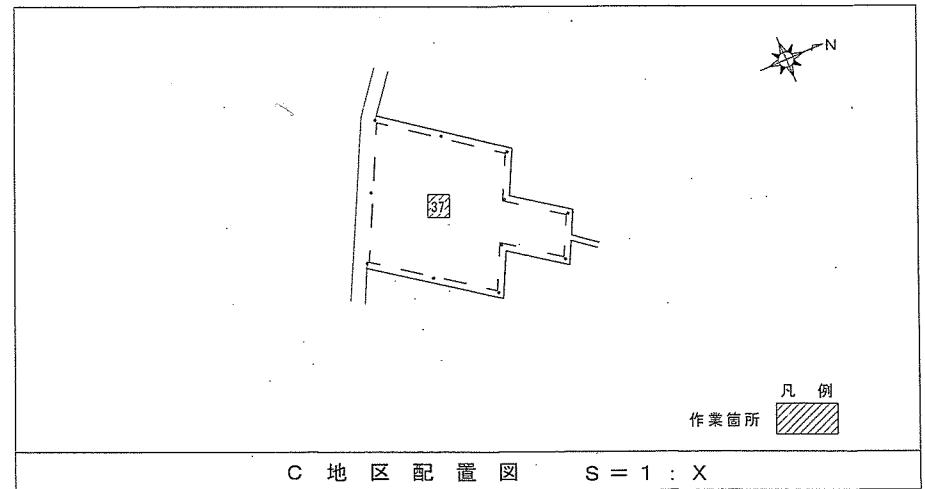 N
37
凡 例
作業箇所
C 地 区 配 置 図 S = 1 : X